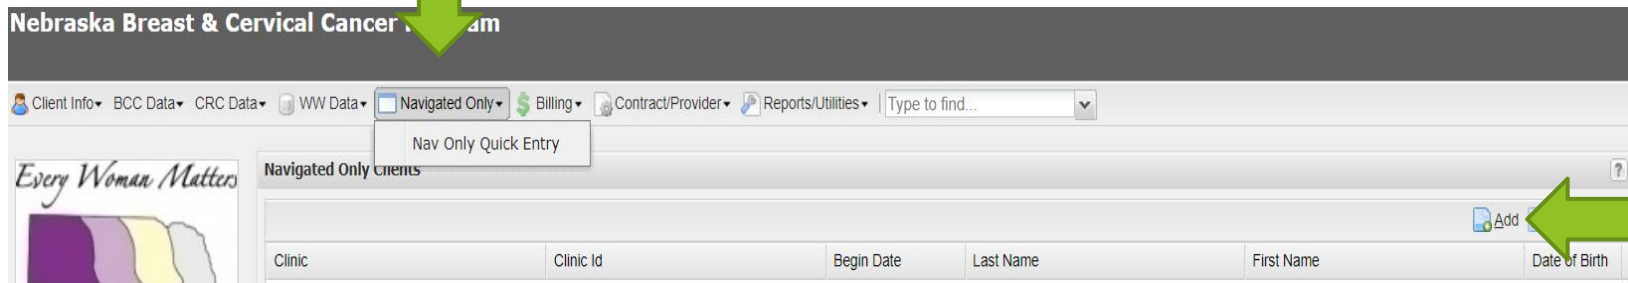 Nebraska Breast & Cervical Cancer
Client Info BCC Data CRC Data WW Data Navigated Only Billing Contract/Provider Reports/Utilities Type to find...
Nav Only Quick Entry
Every Woman Matters
Navigated Only Clients ?
Add
Clinic Clinic Id Begin Date Last Name First Name Date of Birth